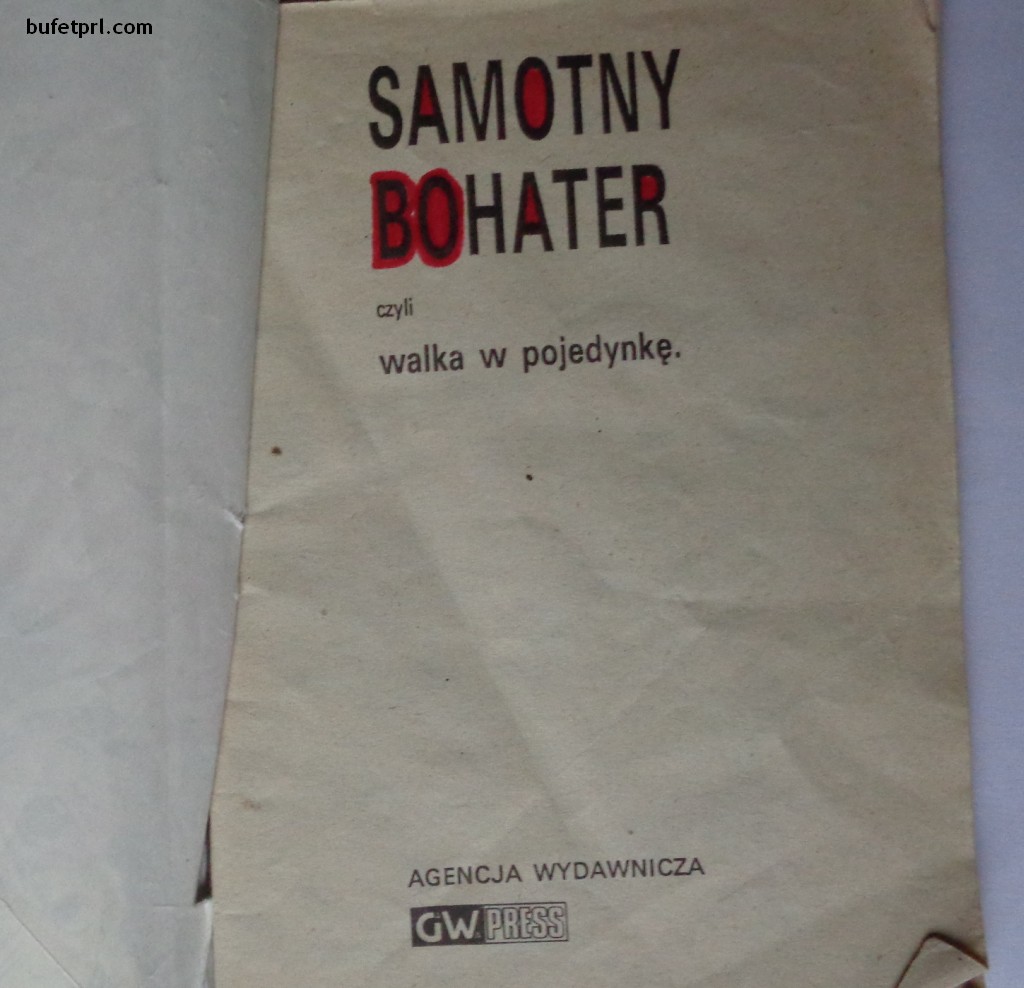 bufetprl.com
SAMOTNY
BOHATER
czyli
walka w pojedynkę.
AGENCJA WYDAWNICZA
GW PRESS